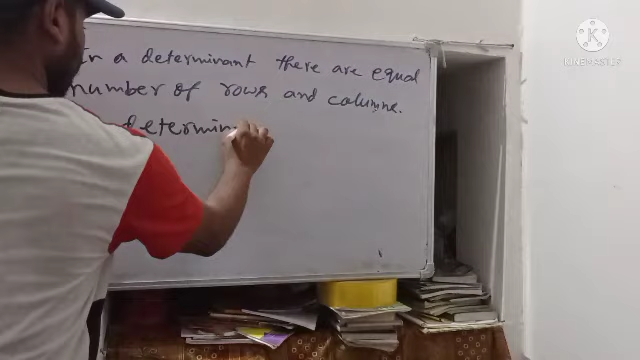 In a determinant there are equal
number of rows and columns.
determin
KINEMASTER